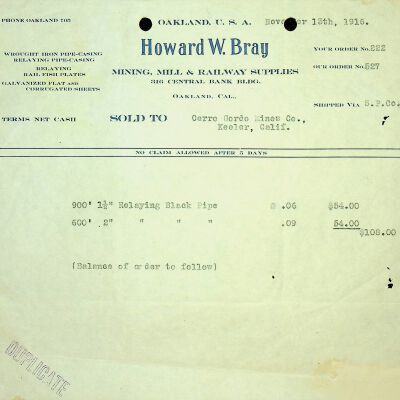 PHONE OAKLAND 705
OAKLAND, U. S. A.
November 13th, 1916.
Howard W. Bray
MINING, MILL & RAILWAY SUPPLIES
316 CENTRAL BANK BLDG.
OAKLAND, CAL.,
WROUGHT IRON PIPE-CASING
RELAYING PIPE-CASING
RELAYING
RAIL FISH PLATES
GALVANIZED FLAT AND
CORRUGATED SHEETS
YOUR ORDER No. 222
OUR ORDER No. 527
SHIPPED VIA S.P.Co.
TERMS NET CASH
SOLD TO Cerro Gordo Mines Co.,
Keeler, Calif.
NO CLAIM ALLOWED AFTER 5 DAYS
900' 1½" Relaying Black Pipe @ .06 $54.00
600' 2" " " " .09 54.00
$108.00
(Balance of order to follow)
DUPLICATE